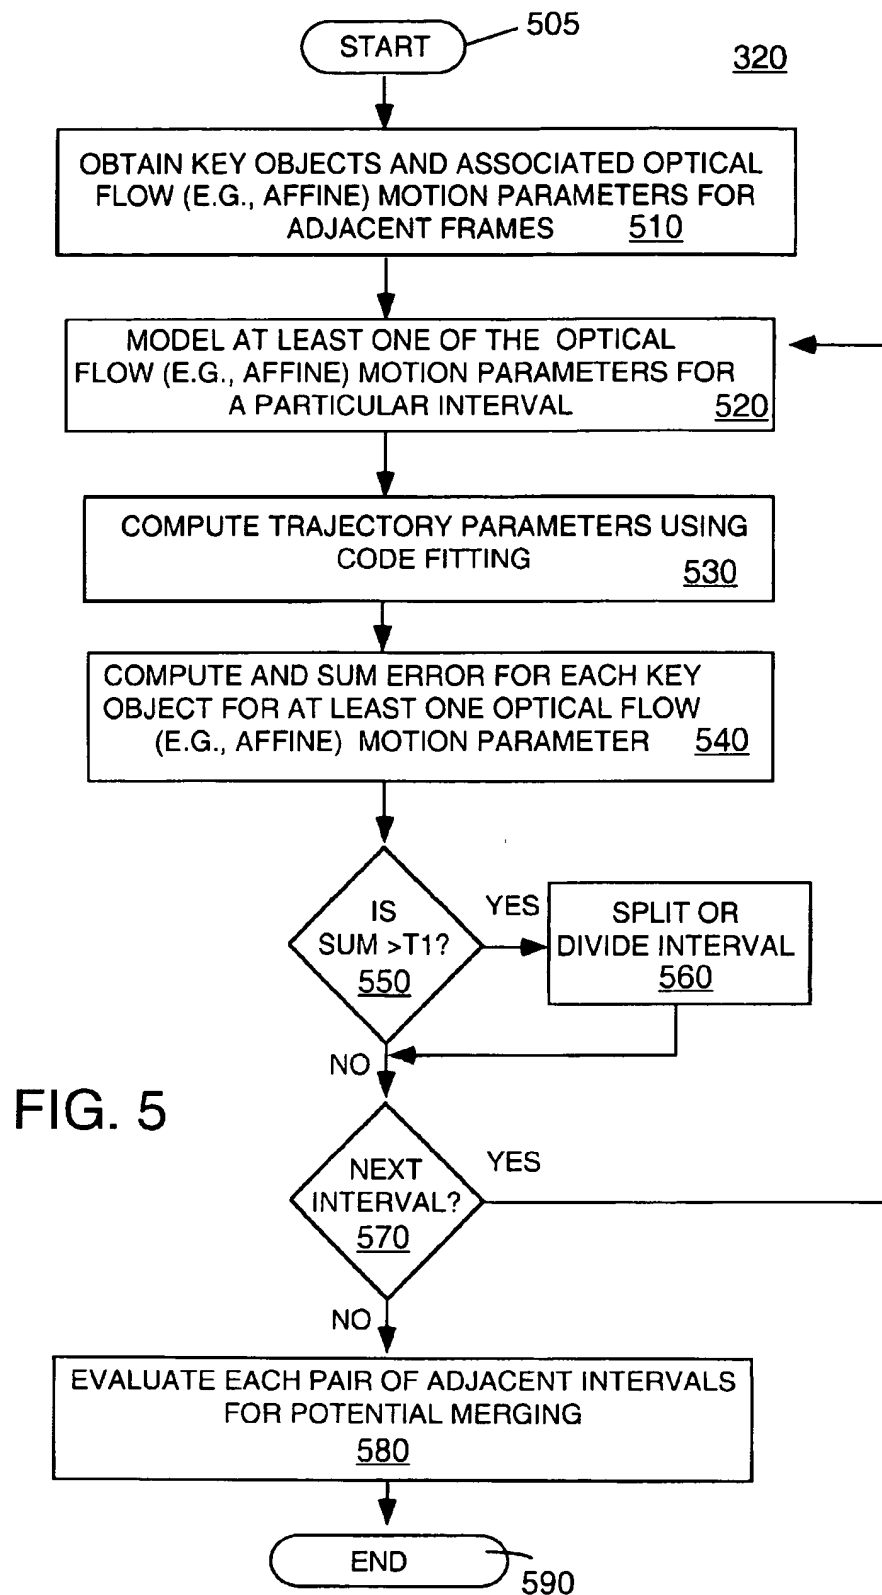 START
505
320
OBTAIN KEY OBJECTS AND ASSOCIATED OPTICAL
FLOW (E.G., AFFINE) MOTION PARAMETERS FOR
ADJACENT FRAMES 510
MODEL AT LEAST ONE OF THE OPTICAL
FLOW (E.G., AFFINE) MOTION PARAMETERS FOR
A PARTICULAR INTERVAL 520
COMPUTE TRAJECTORY PARAMETERS USING
CODE FITTING 530
COMPUTE AND SUM ERROR FOR EACH KEY
OBJECT FOR AT LEAST ONE OPTICAL FLOW
(E.G., AFFINE) MOTION PARAMETER 540
IS
SUM >T1?
550
YES
SPLIT OR
DIVIDE INTERVAL
560
NO
FIG. 5
NEXT
INTERVAL?
570
YES
NO
EVALUATE EACH PAIR OF ADJACENT INTERVALS
FOR POTENTIAL MERGING
580
END
590